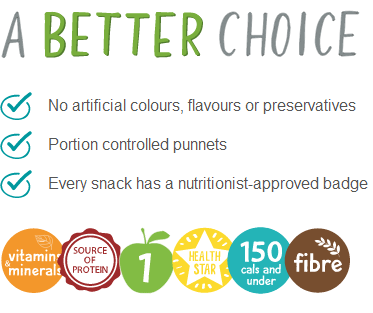 A BETTER CHOICE
No artificial colours, flavours or preservatives
Portion controlled punnets
Every snack has a nutritionist-approved badge
vitamins
& minerals
SOURCE
OF
PROTEIN
1
HEALTH
STAR
150
cals and
under
fibre